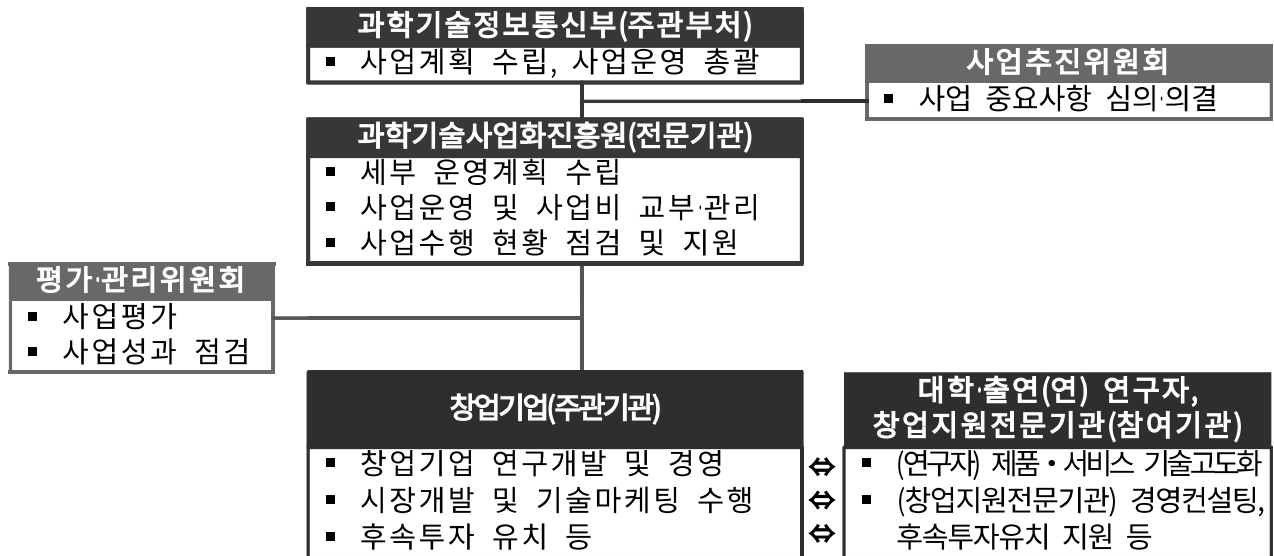 과학기술정보통신부(주관부처)
▪ 사업계획 수립, 사업운영 총괄
사업추진위원회
▪ 사업 중요사항 심의·의결
과학기술사업화진흥원(전문기관)
▪ 세부 운영계획 수립
▪ 사업운영 및 사업비 교부·관리
▪ 사업수행 현황 점검 및 지원
평가·관리위원회
▪ 사업평가
▪ 사업성과 점검
창업기업(주관기관)
▪ 창업기업 연구개발 및 경영
▪ 시장개발 및 기술마케팅 수행
▪ 후속투자 유치 등
⇔
⇔
⇔
대학·출연(연) 연구자,
창업지원전문기관(참여기관)
▪ (연구자) 제품·서비스 기술고도화
▪ (창업지원전문기관) 경영컨설팅,
후속투자유치 지원 등